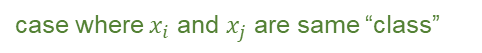 case where xᵢ and xⱼ are same “class”